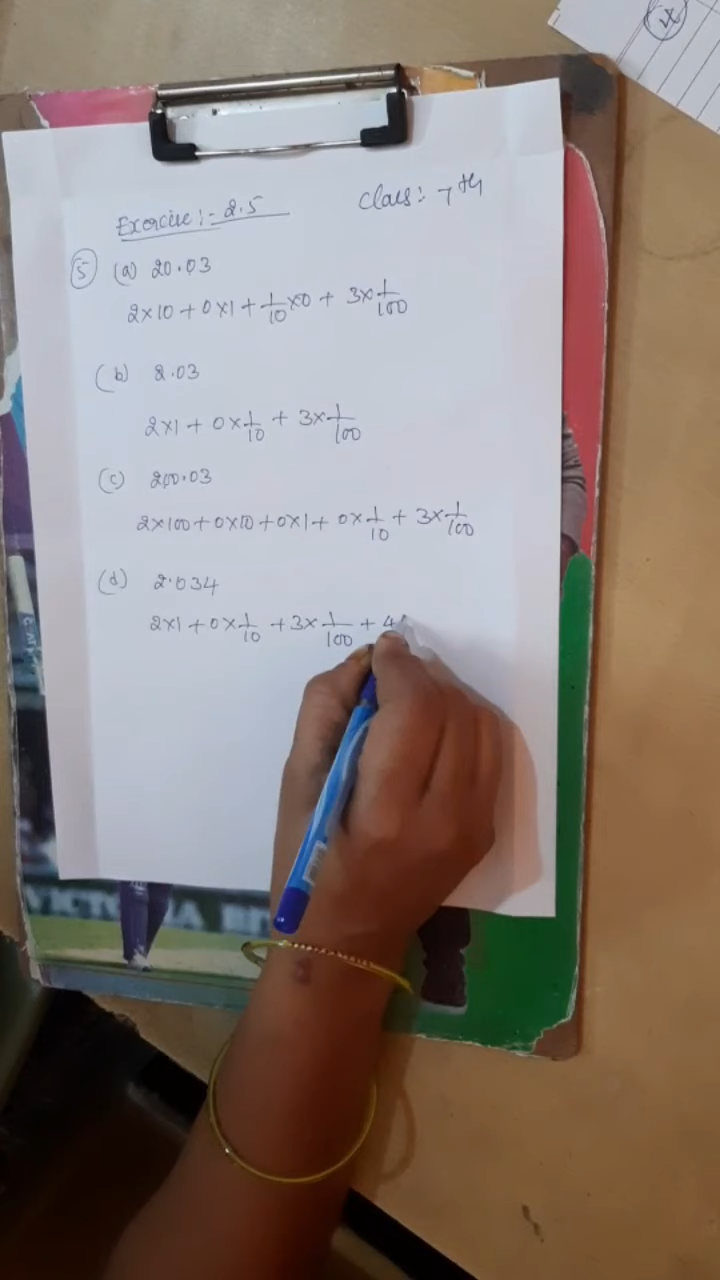 4
Exercise :- 2.5 Class : 7th
5 (a) 20.03
2×10 + 0×1 + 1/10 ×0 + 3× 1/100
(b) 2.03
2×1 + 0× 1/10 + 3× 1/100
(c) 200.03
2×100 + 0×10 + 0×1 + 0× 1/10 + 3× 1/100
(d) 2.034
2×1 + 0× 1/10 + 3× 1/100 + 4